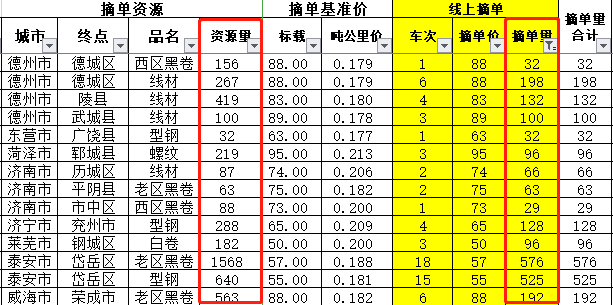 摘单资源 摘单基准价 线上摘单 摘单量合计
城市 终点 品名 资源量 标载 吨公里价 车次 摘单价 摘单量
德州市 德城区 西区黑卷 156 88.00 0.179 1 88 32 32
德州市 德城区 线材 267 88.00 0.179 6 88 198 198
德州市 陵县 线材 419 83.00 0.180 4 83 132 132
德州市 武城县 线材 100 89.00 0.178 3 89 100 100
东营市 广饶县 型钢 32 63.00 0.177 1 63 32 32
菏泽市 郓城县 螺纹 219 95.00 0.213 3 95 96 96
济南市 历城区 线材 87 74.00 0.206 2 74 66 66
济南市 平阴县 老区黑卷 63 75.00 0.182 2 75 63 63
济南市 市中区 西区黑卷 88 73.00 0.200 1 73 29 29
济宁市 兖州市 型钢 288 65.00 0.209 4 65 128 128
莱芜市 钢城区 白卷 182 50.00 0.200 3 50 96 96
泰安市 岱岳区 老区黑卷 1568 57.00 0.188 18 57 576 576
泰安市 岱岳区 型钢 640 55.00 0.181 15 55 525 525
威海市 荣成市 老区黑卷 563 88.00 0.182 6 88 192 192